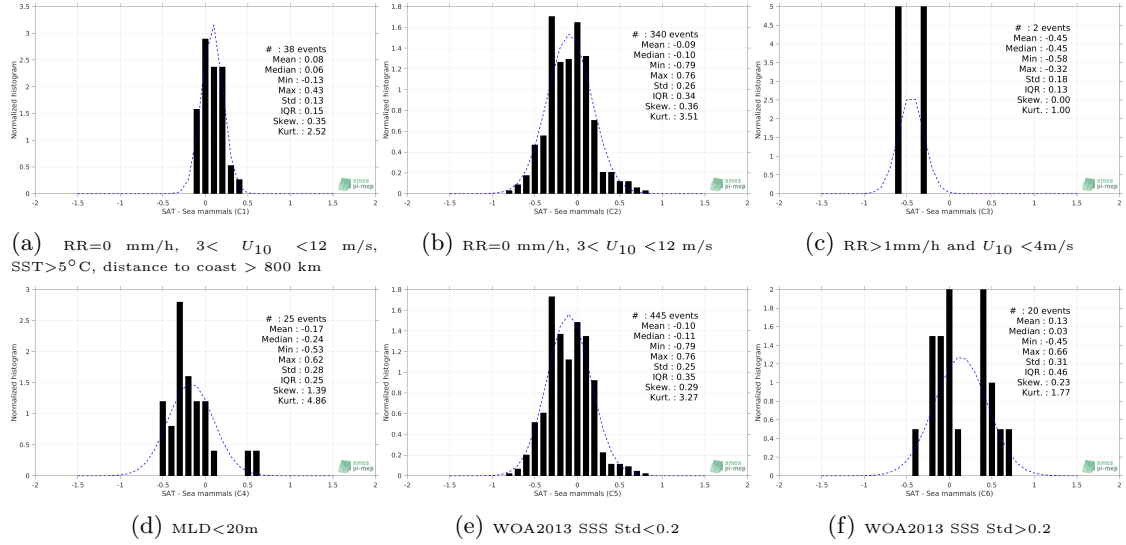 3.5
3
2.5
2
1.5
1
0.5
0
-2 -1.5 -1 -0.5 0 0.5 1 1.5 2
Normalized histogram
SAT - Sea mammals (C1)
# : 38 events
Mean : 0.08
Median : 0.06
Min : -0.13
Max : 0.43
Std : 0.13
IQR : 0.15
Skew. : 0.35
Kurt. : 2.52
smos
pi-mep
1.8
1.6
1.4
1.2
1
0.8
0.6
0.4
0.2
0
-2 -1.5 -1 -0.5 0 0.5 1 1.5 2
Normalized histogram
SAT - Sea mammals (C2)
# : 340 events
Mean : -0.09
Median : -0.10
Min : -0.79
Max : 0.76
Std : 0.26
IQR : 0.34
Skew. : 0.36
Kurt. : 3.51
smos
pi-mep
5
4.5
4
3.5
3
2.5
2
1.5
1
0.5
0
-2 -1.5 -1 -0.5 0 0.5 1 1.5 2
Normalized histogram
SAT - Sea mammals (C3)
# : 2 events
Mean : -0.45
Median : -0.45
Min : -0.58
Max : -0.32
Std : 0.18
IQR : 0.13
Skew. : 0.00
Kurt. : 1.00
smos
pi-mep
(a) RR=0 mm/h, 3< U10 <12 m/s,
SST>5°C, distance to coast > 800 km
(b) RR=0 mm/h, 3< U10 <12 m/s
(c) RR>1mm/h and U10 <4m/s
3
2.5
2
1.5
1
0.5
0
-2 -1.5 -1 -0.5 0 0.5 1 1.5 2
Normalized histogram
SAT - Sea mammals (C4)
# : 25 events
Mean : -0.17
Median : -0.24
Min : -0.53
Max : 0.62
Std : 0.28
IQR : 0.25
Skew. : 1.39
Kurt. : 4.86
smos
pi-mep
1.8
1.6
1.4
1.2
1
0.8
0.6
0.4
0.2
0
-2 -1.5 -1 -0.5 0 0.5 1 1.5 2
Normalized histogram
SAT - Sea mammals (C5)
# : 445 events
Mean : -0.10
Median : -0.11
Min : -0.79
Max : 0.76
Std : 0.25
IQR : 0.35
Skew. : 0.29
Kurt. : 3.27
smos
pi-mep
2
1.8
1.6
1.4
1.2
1
0.8
0.6
0.4
0.2
0
-2 -1.5 -1 -0.5 0 0.5 1 1.5 2
Normalized histogram
SAT - Sea mammals (C6)
# : 20 events
Mean : 0.13
Median : 0.03
Min : -0.45
Max : 0.66
Std : 0.31
IQR : 0.46
Skew. : 0.23
Kurt. : 1.77
smos
pi-mep
(d) MLD<20m
(e) WOA2013 SSS Std<0.2
(f) WOA2013 SSS Std>0.2